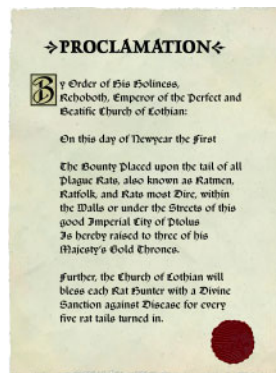 PROCLAMATION
By Order of His Holiness,
Rehoboth, Emperor of the Perfect and
Beatific Church of Lothian:
On this day of Newyear the First
The Bounty Placed upon the tail of all
Plague Rats, also known as Ratmen,
Ratfolk, and Rats most Dire, within
the Walls or under the Streets of this
good Imperial City of Ptolus
Is hereby raised to three of his
Majesty's Gold Thrones.
Further, the Church of Lothian will
bless each Rat Hunter with a Divine
Sanction against Disease for every
five rat tails turned in.